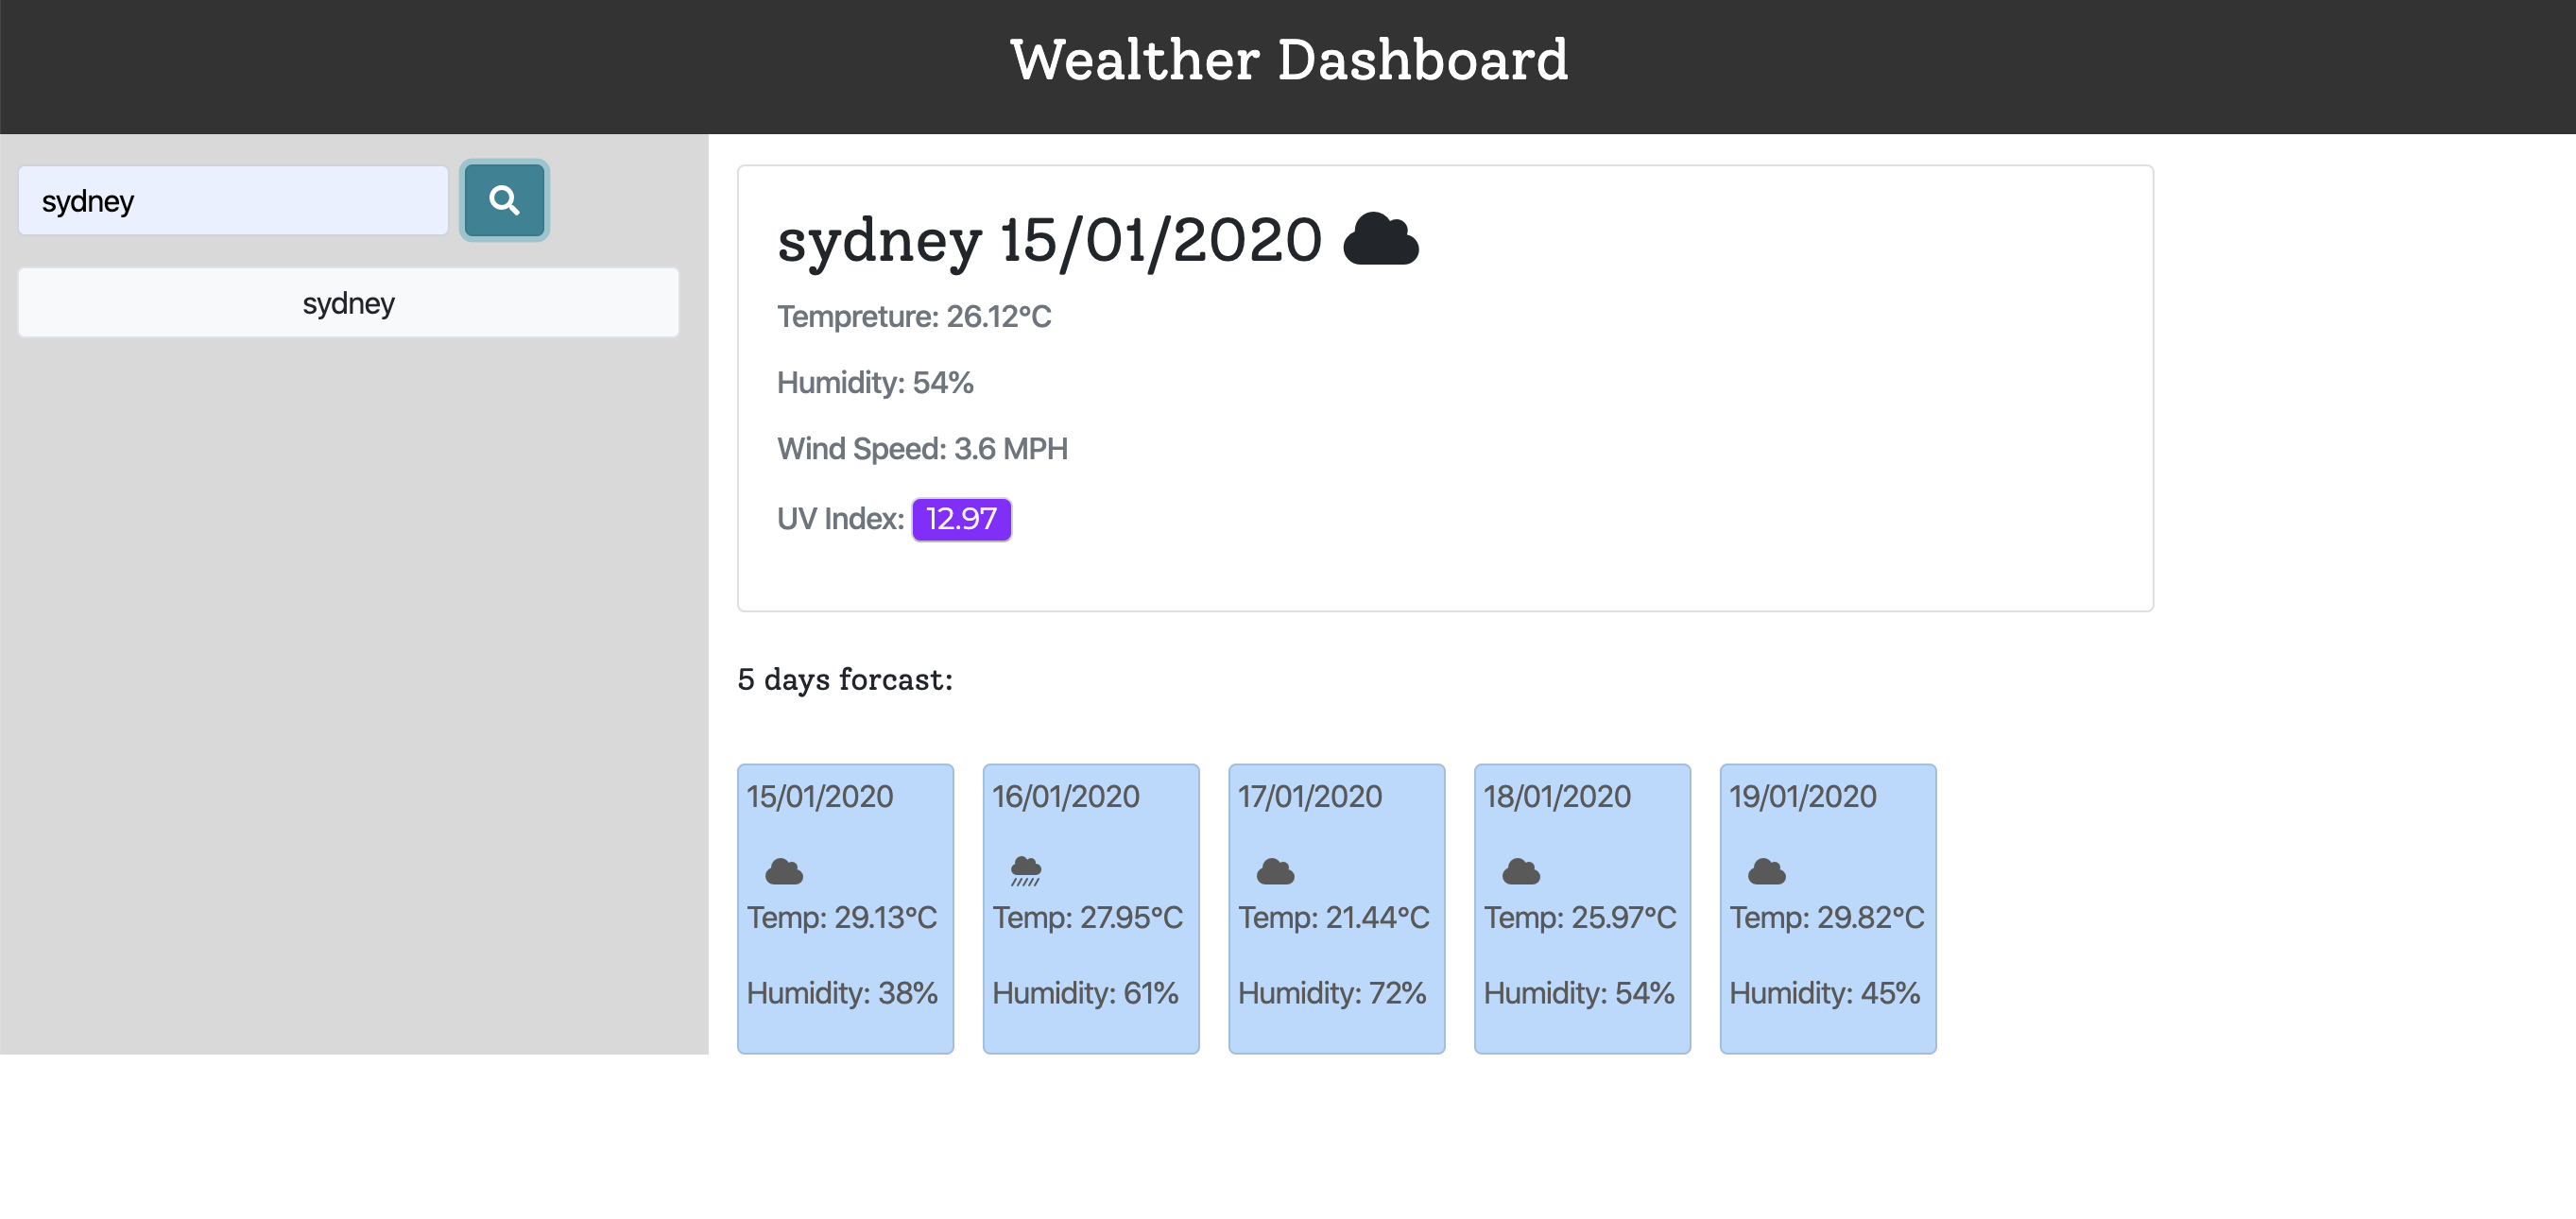 Wealther Dashboard
sydney
sydney
sydney 15/01/2020
Tempreture: 26.12°C
Humidity: 54%
Wind Speed: 3.6 MPH
UV Index: 12.97
5 days forcast:
15/01/2020
Temp: 29.13°C
Humidity: 38%
16/01/2020
Temp: 27.95°C
Humidity: 61%
17/01/2020
Temp: 21.44°C
Humidity: 72%
18/01/2020
Temp: 25.97°C
Humidity: 54%
19/01/2020
Temp: 29.82°C
Humidity: 45%